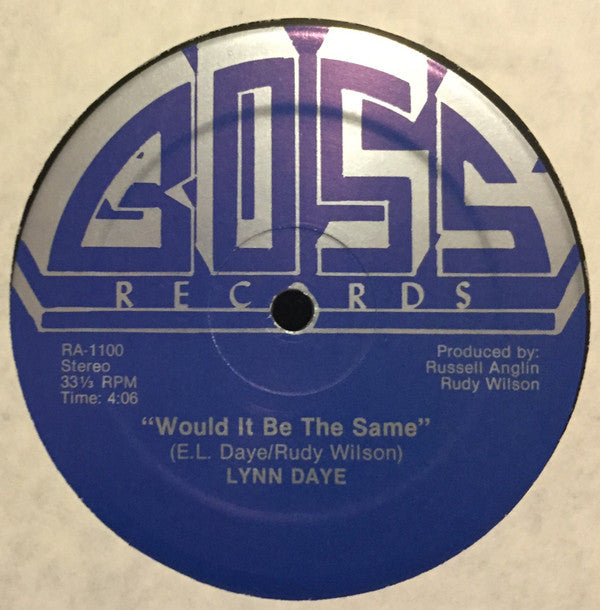 BOSS
RECORDS
RA-1100
Stereo
33⅓ RPM
Time: 4:06
Produced by:
Russell Anglin
Rudy Wilson
“Would It Be The Same”
(E.L. Daye/Rudy Wilson)
LYNN DAYE